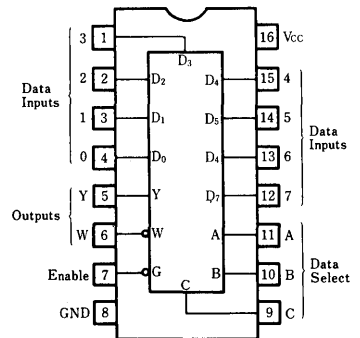 3 1 D3 16 VCC
2 2 D2 D4 15 4
Data Inputs
1 3 D1 D5 14 5
Data Inputs
0 4 D0 D4 13 6
Y 5 Y D7 12 7
Outputs
W 6 W A 11 A
Enable 7 G B 10 B
Data Select
GND 8 C 9 C